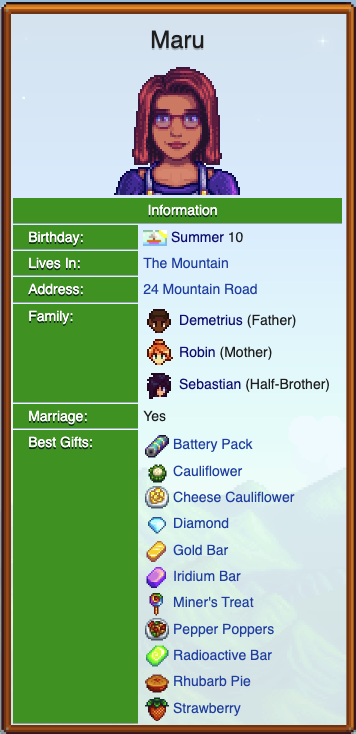 Maru
Information
Birthday: Summer 10
Lives In: The Mountain
Address: 24 Mountain Road
Family: Demetrius (Father)
Robin (Mother)
Sebastian (Half-Brother)
Marriage: Yes
Best Gifts: Battery Pack
Cauliflower
Cheese Cauliflower
Diamond
Gold Bar
Iridium Bar
Miner's Treat
Pepper Poppers
Radioactive Bar
Rhubarb Pie
Strawberry